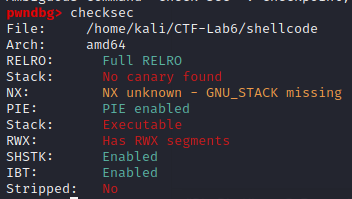 pwndbg> checksec
File: /home/kali/CTF-Lab6/shellcode
Arch: amd64
RELRO: Full RELRO
Stack: No canary found
NX: NX unknown - GNU_STACK missing
PIE: PIE enabled
Stack: Executable
RWX: Has RWX segments
SHSTK: Enabled
IBT: Enabled
Stripped: No